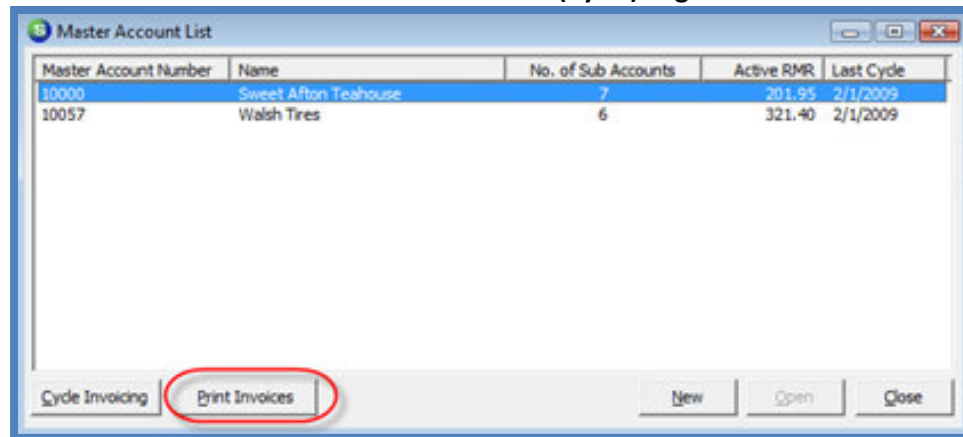 Master Account List
Master Account Number Name No. of Sub Accounts Active RMR Last Cycle
10000 Sweet Afton Teahouse 7 201.95 2/1/2009
10057 Walsh Tires 6 321.40 2/1/2009
Cycle Invoicing Print Invoices New Open Close